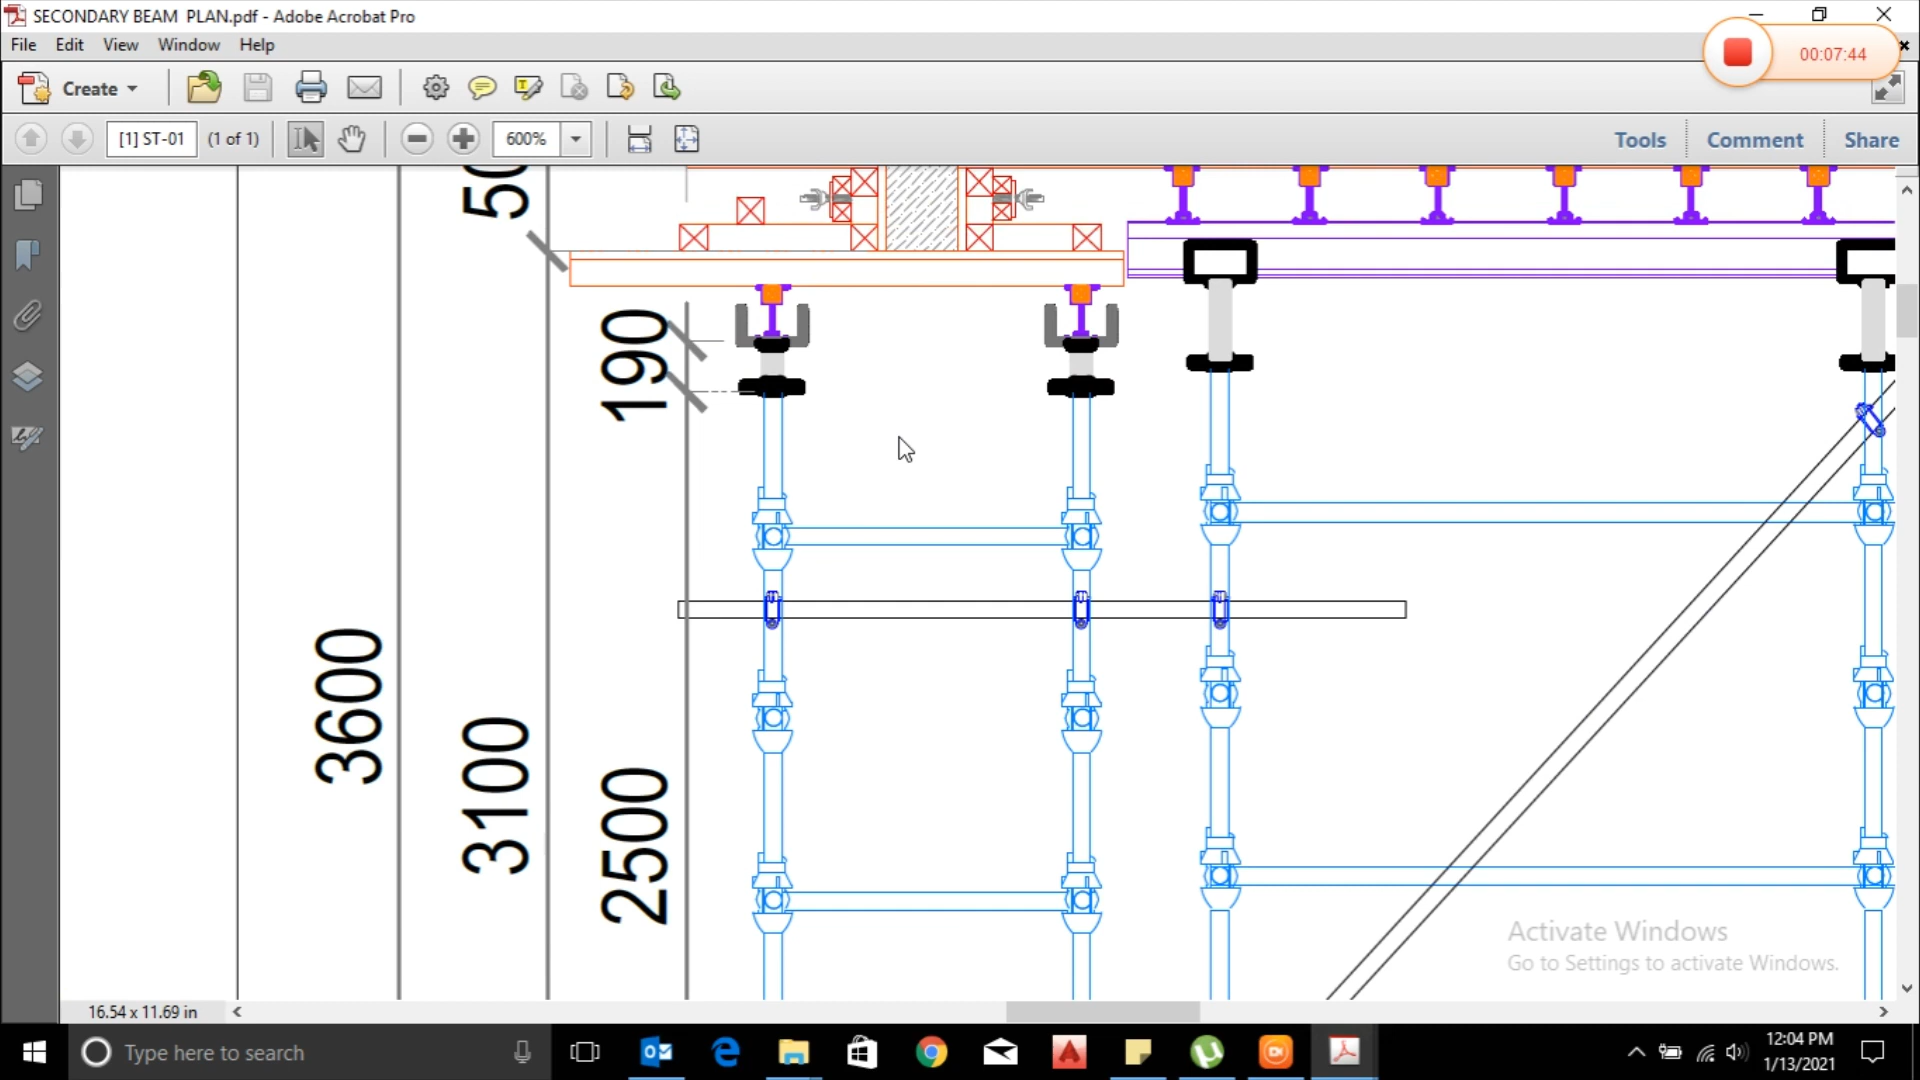 SECONDARY BEAM  PLAN.pdf - Adobe Acrobat Pro
File Edit View Window Help
00:07:44
Create
[1] ST-01 (1 of 1) 600% Tools Comment Share
50
190
3600
3100
2500
Activate Windows
Go to Settings to activate Windows.
16.54 x 11.69 in
Type here to search
12:04 PM
1/13/2021